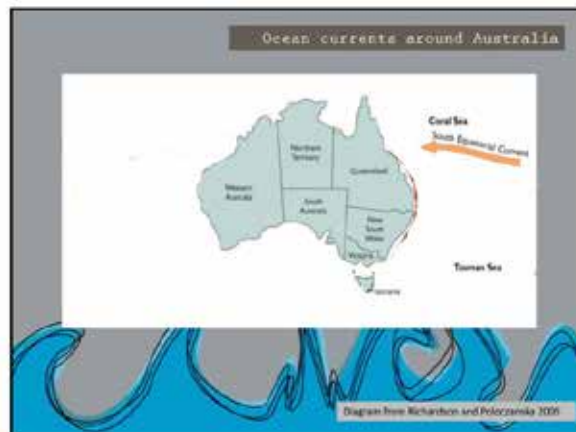 Ocean currents around Australia
Coral Sea
South Equatorial Current
Northern
Territory
Queensland
Western
Australia
South
Australia
New
South
Wales
Victoria
Tasman Sea
Tasmania
Diagram from Richardson and Poloczanska 2009